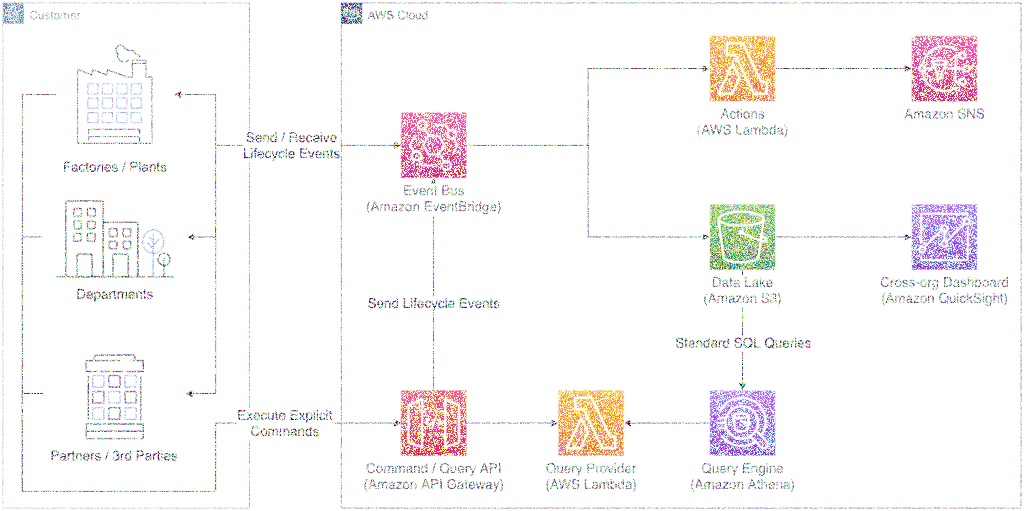 Customer
AWS Cloud
Actions
(AWS Lambda)
Amazon SNS
Send / Receive
Lifecycle Events
Factories / Plants
Event Bus
(Amazon EventBridge)
Departments
Data Lake
(Amazon S3)
Cross-org Dashboard
(Amazon QuickSight)
Send Lifecycle Events
Standard SQL Queries
Execute Explicit
Commands
Partners / 3rd Parties
Command / Query API
(Amazon API Gateway)
Query Provider
(AWS Lambda)
Query Engine
(Amazon Athena)